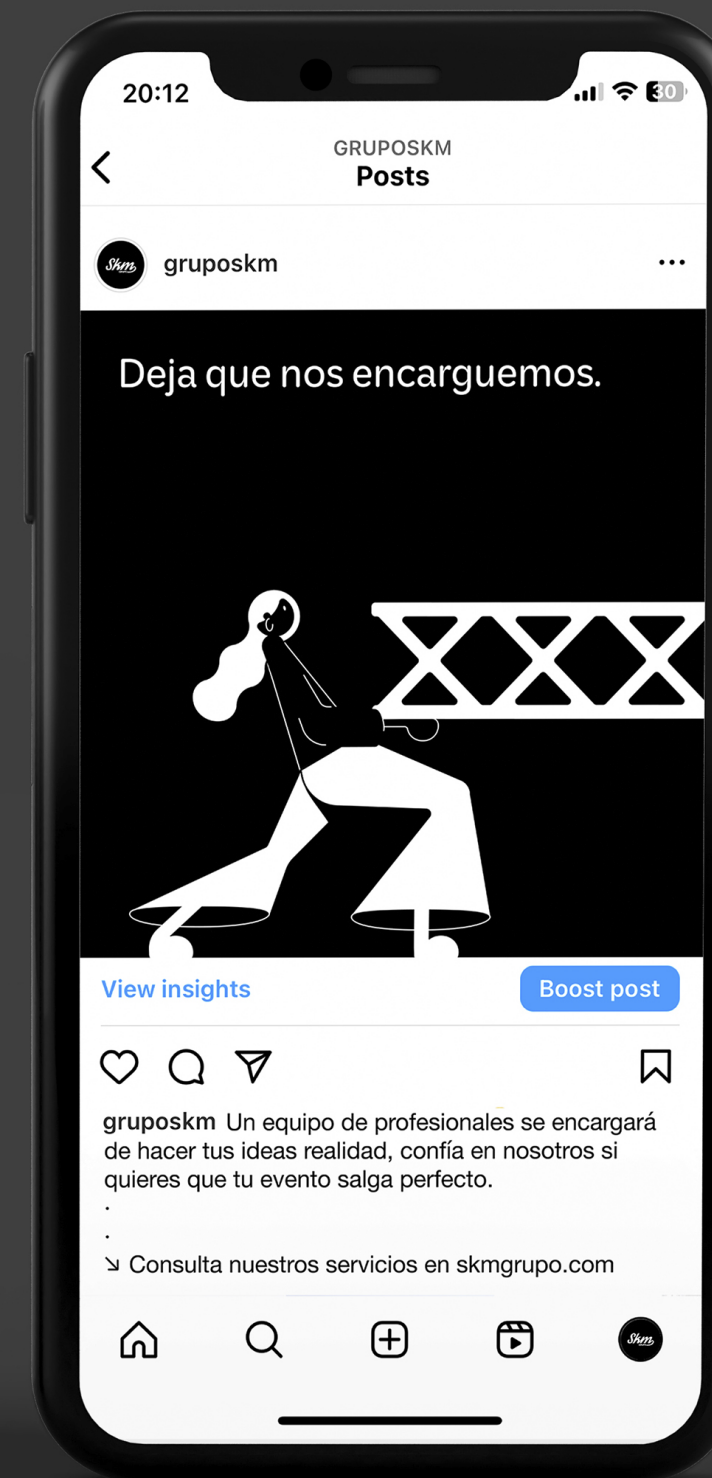 20:12
30
GRUPOSKM
Posts
Skm
gruposkm
Deja que nos encarguemos.
View insights
Boost post
gruposkm Un equipo de profesionales se encargará
de hacer tus ideas realidad, confía en nosotros si
quieres que tu evento salga perfecto.
.
.
↘ Consulta nuestros servicios en skmgrupo.com
Skm